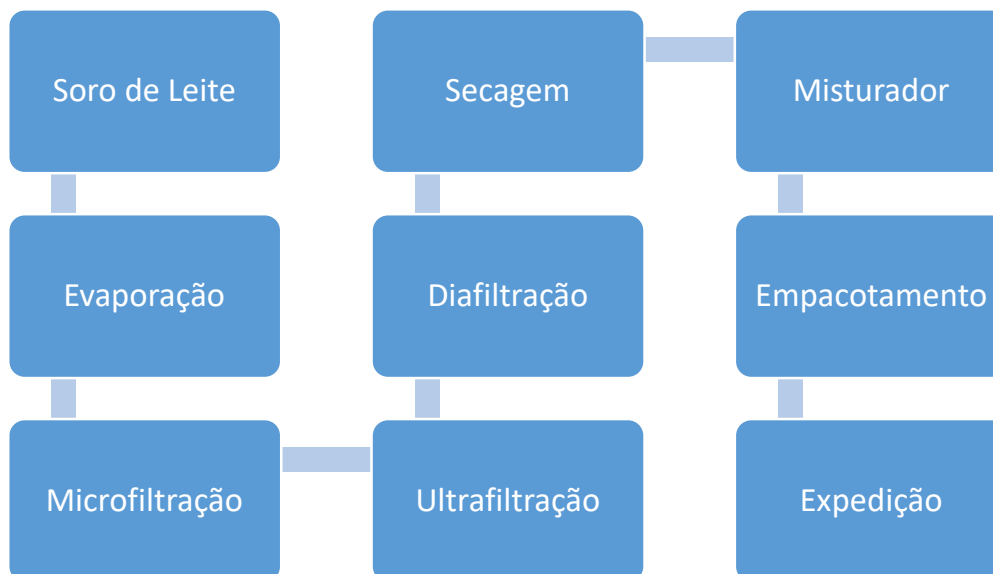 Soro de Leite
Evaporação
Microfiltração
Ultrafiltração
Diafiltração
Secagem
Misturador
Empacotamento
Expedição